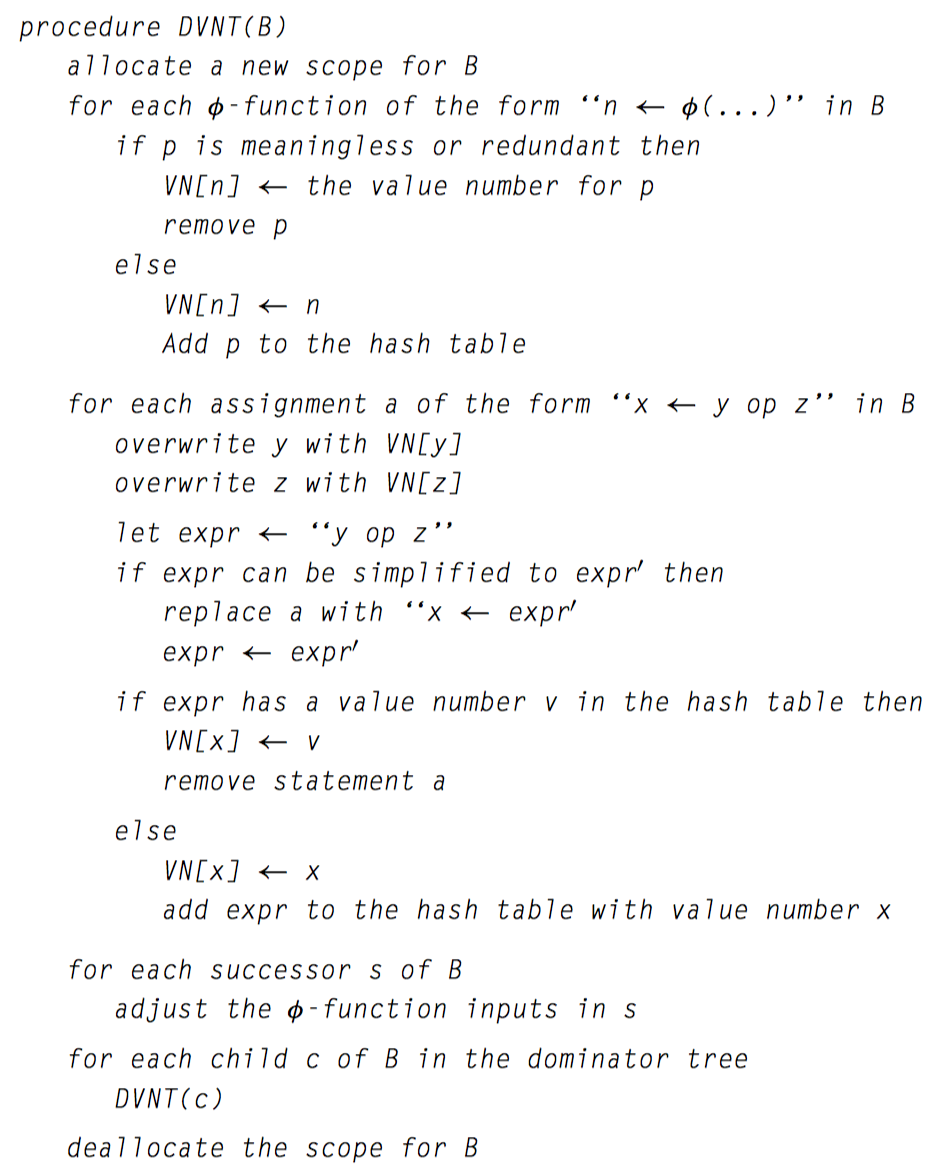 procedure DVNT(B)
allocate a new scope for B
for each ϕ-function of the form ‘‘n ← ϕ(...)’’ in B
if p is meaningless or redundant then
VN[n] ← the value number for p
remove p
else
VN[n] ← n
Add p to the hash table
for each assignment a of the form ‘‘x ← y op z’’ in B
overwrite y with VN[y]
overwrite z with VN[z]
let expr ← ‘‘y op z’’
if expr can be simplified to expr′ then
replace a with ‘‘x ← expr′
expr ← expr′
if expr has a value number v in the hash table then
VN[x] ← v
remove statement a
else
VN[x] ← x
add expr to the hash table with value number x
for each successor s of B
adjust the ϕ-function inputs in s
for each child c of B in the dominator tree
DVNT(c)
deallocate the scope for B